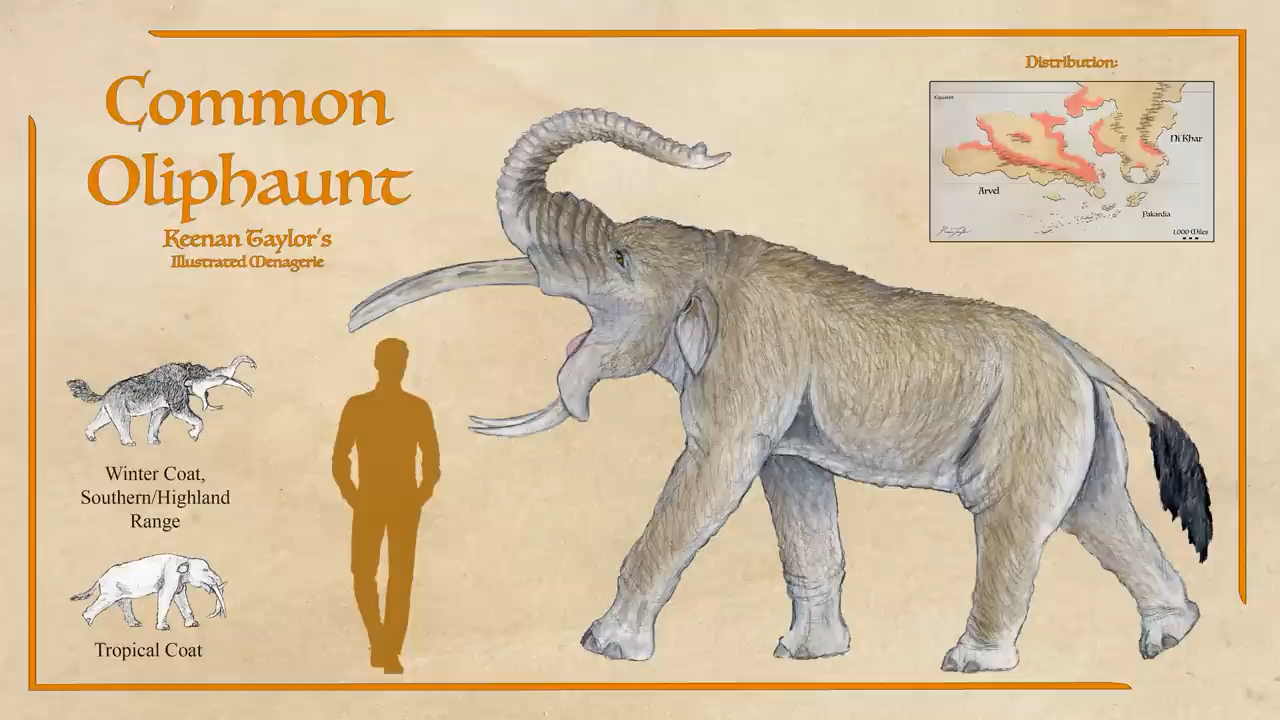 Common
Oliphaunt
Keenan Taylor's
Illustrated Menagerie
Distribution:
Equator
Ni'Khar
Arvel
Pakardia
1,000 Miles
Winter Coat,
Southern/Highland
Range
Tropical Coat